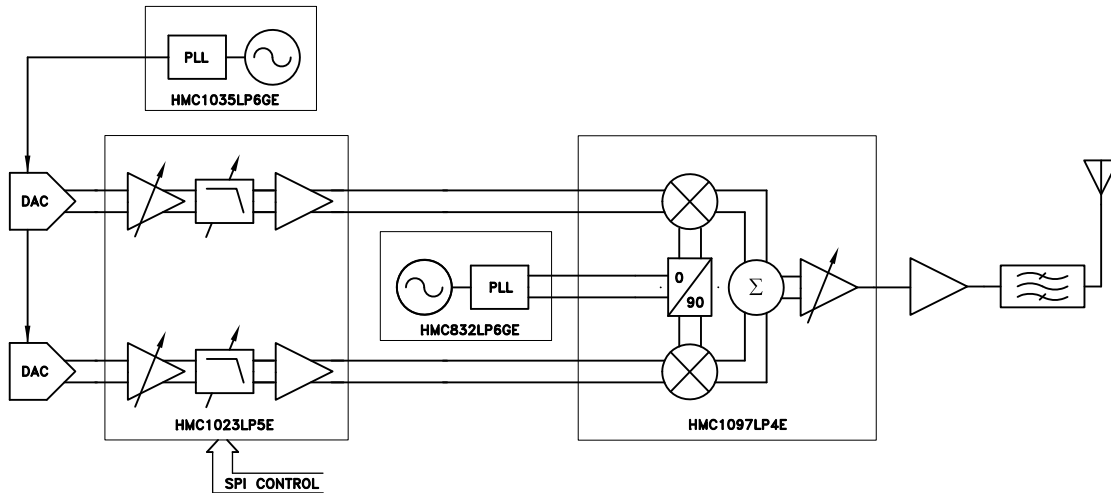 PLL
HMC1035LP6GE
DAC
0
90
Σ
PLL
HMC832LP6GE
DAC
HMC1023LP5E
HMC1097LP4E
SPI CONTROL